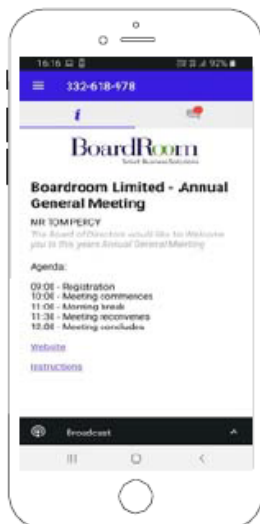 16:16 92%
332-618-978
i
BoardRoom
Smart Business Solutions
Boardroom Limited - Annual
General Meeting
MR TOM PERCY
The Board of Directors would like to Welcome
you to this years Annual General Meeting
Agenda:
09:00 - Registration
10:00 - Meeting commences
11:00 - Morning break
11:30 - Meeting reconvenes
12:00 - Meeting concludes
Website
Instructions
Broadcast